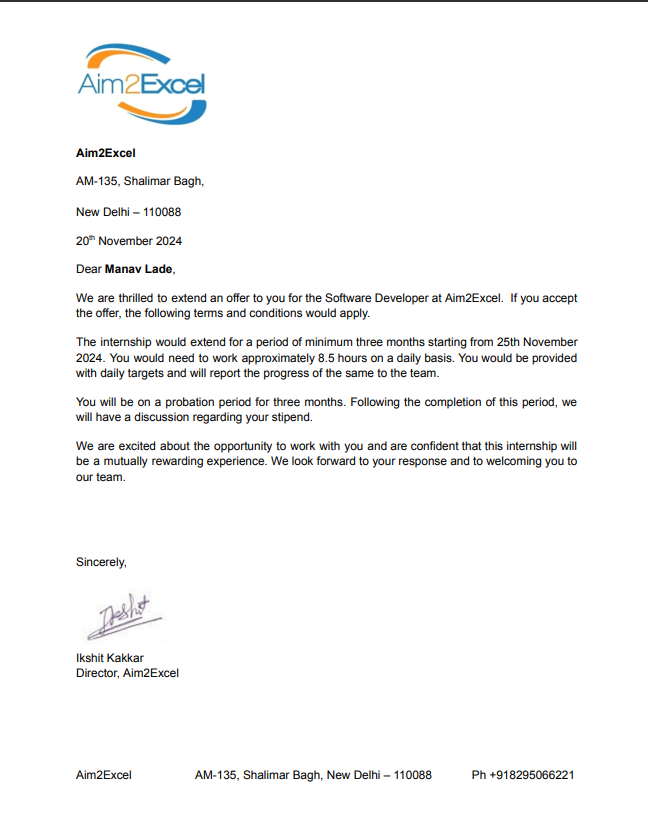 Aim2Excel
Aim2Excel
AM-135, Shalimar Bagh,
New Delhi – 110088
20th November 2024
Dear Manav Lade,
We are thrilled to extend an offer to you for the Software Developer at Aim2Excel.  If you accept
the offer, the following terms and conditions would apply.
The internship would extend for a period of minimum three months starting from 25th November
2024. You would need to work approximately 8.5 hours on a daily basis. You would be provided
with daily targets and will report the progress of the same to the team.
You will be on a probation period for three months. Following the completion of this period, we
will have a discussion regarding your stipend.
We are excited about the opportunity to work with you and are confident that this internship will
be a mutually rewarding experience. We look forward to your response and to welcoming you to
our team.
Sincerely,
Ikshit
Ikshit Kakkar
Director, Aim2Excel
Aim2Excel AM-135, Shalimar Bagh, New Delhi – 110088 Ph +918295066221